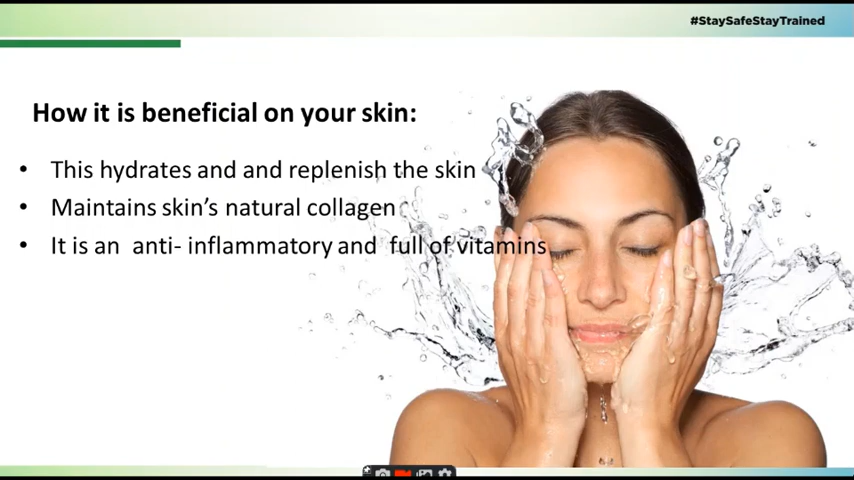 #StaySafeStayTrained
How it is beneficial on your skin:
• This hydrates and and replenish the skin
• Maintains skin's natural collagen
• It is an  anti- inflammatory and  full of vitamins